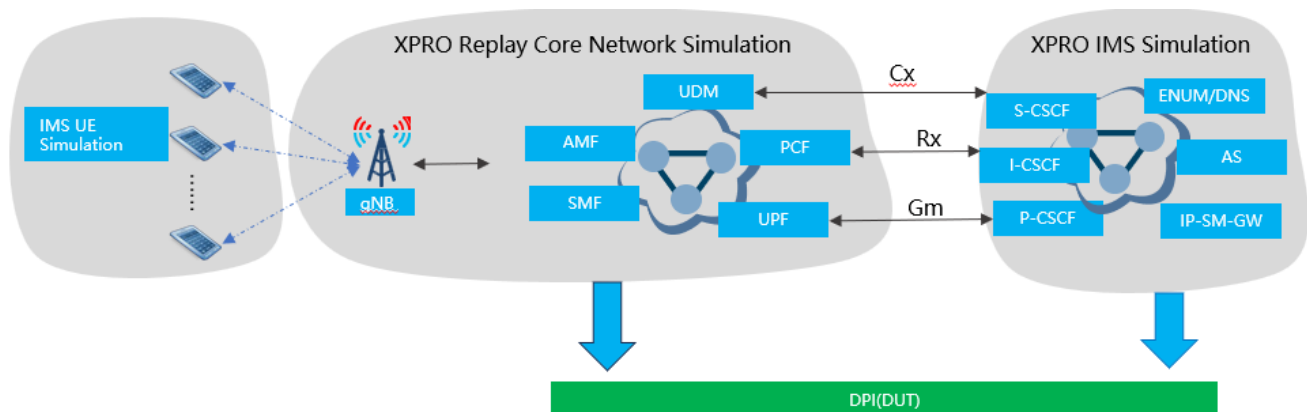 XPRO Replay Core Network Simulation
XPRO IMS Simulation
IMS UE
Simulation
gNB
UDM
AMF
PCF
SMF
UPF
Cx
Rx
Gm
S-CSCF
ENUM/DNS
I-CSCF
AS
P-CSCF
IP-SM-GW
DPI(DUT)